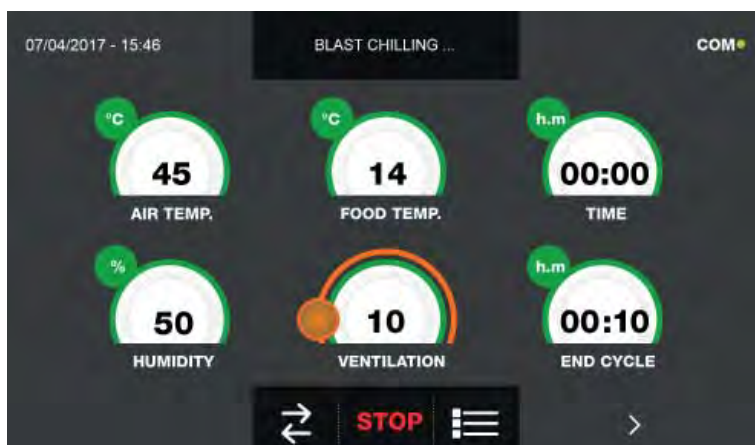 07/04/2017 - 15:46 BLAST CHILLING ... COM
°C °C h.m
45 14 00:00
AIR TEMP. FOOD TEMP. TIME
% h.m
50 10 00:10
HUMIDITY VENTILATION END CYCLE
STOP